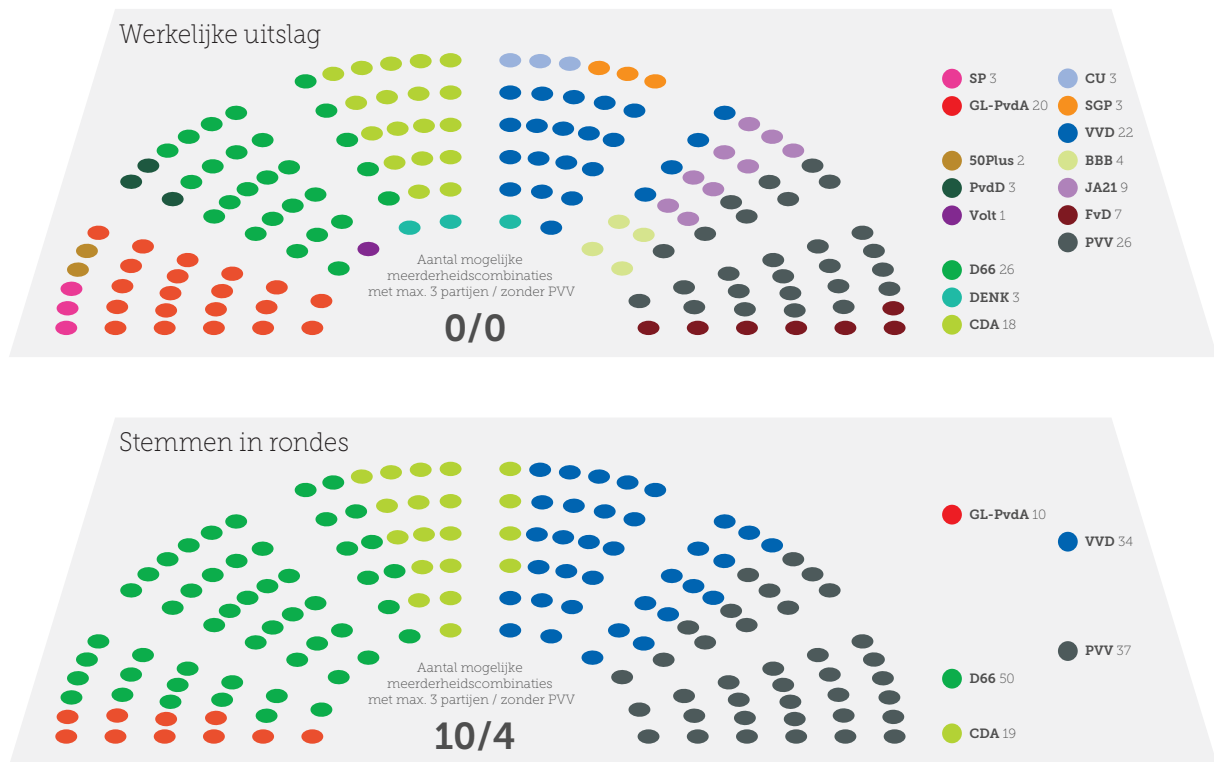 Werkelijke uitslag
SP 3
GL-PvdA 20
50Plus 2
PvdD 3
Volt 1
D66 26
DENK 3
CDA 18
CU 3
SGP 3
VVD 22
BBB 4
JA21 9
FvD 7
PVV 26
Aantal mogelijke
meerderheidscombinaties
met max. 3 partijen / zonder PVV
0/0
Stemmen in rondes
GL-PvdA 10
D66 50
CDA 19
VVD 34
PVV 37
Aantal mogelijke
meerderheidscombinaties
met max. 3 partijen / zonder PVV
10/4